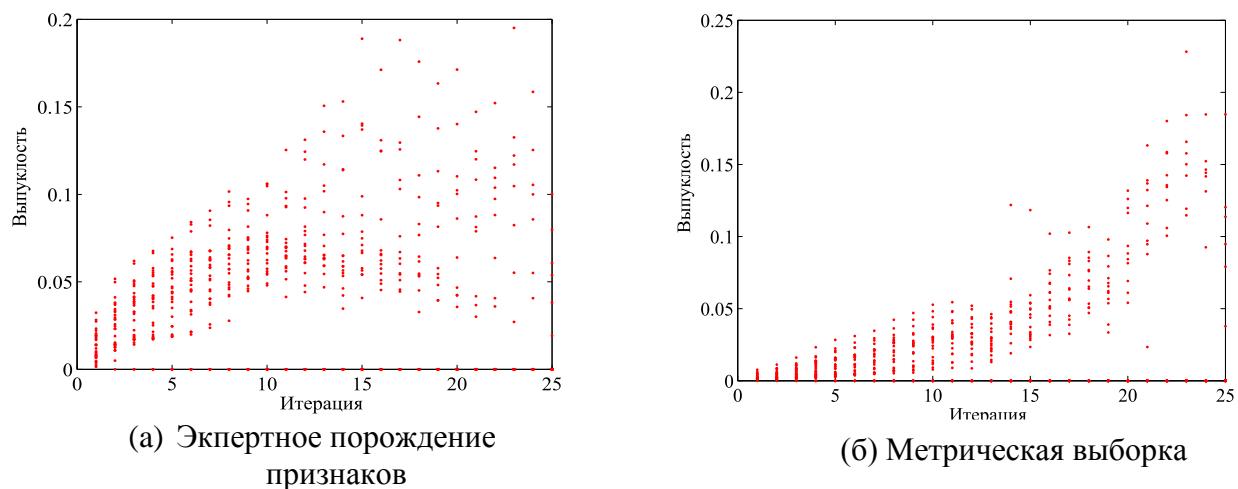 0.2
0.15
0.1
0.05
0
Выпуклость
0 5 10 15 20 25
Итерация
(а) Экпертное порождение
признаков
0.25
0.2
0.15
0.1
0.05
0
Выпуклость
0 5 10 15 20 25
Итерация
(б) Метрическая выборка